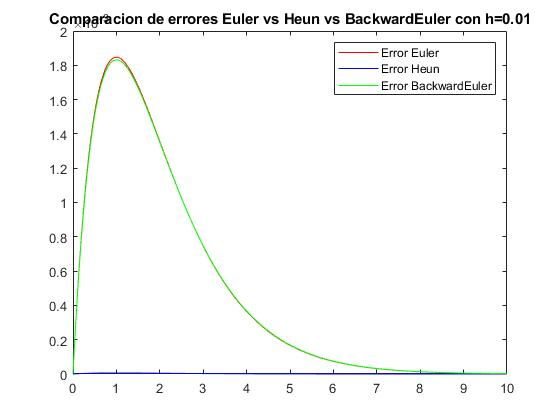 Comparacion de errores Euler vs Heun vs BackwardEuler con h=0.01
2
1.8
1.6
1.4
1.2
1
0.8
0.6
0.4
0.2
0
Error Euler
Error Heun
Error BackwardEuler
0 1 2 3 4 5 6 7 8 9 10